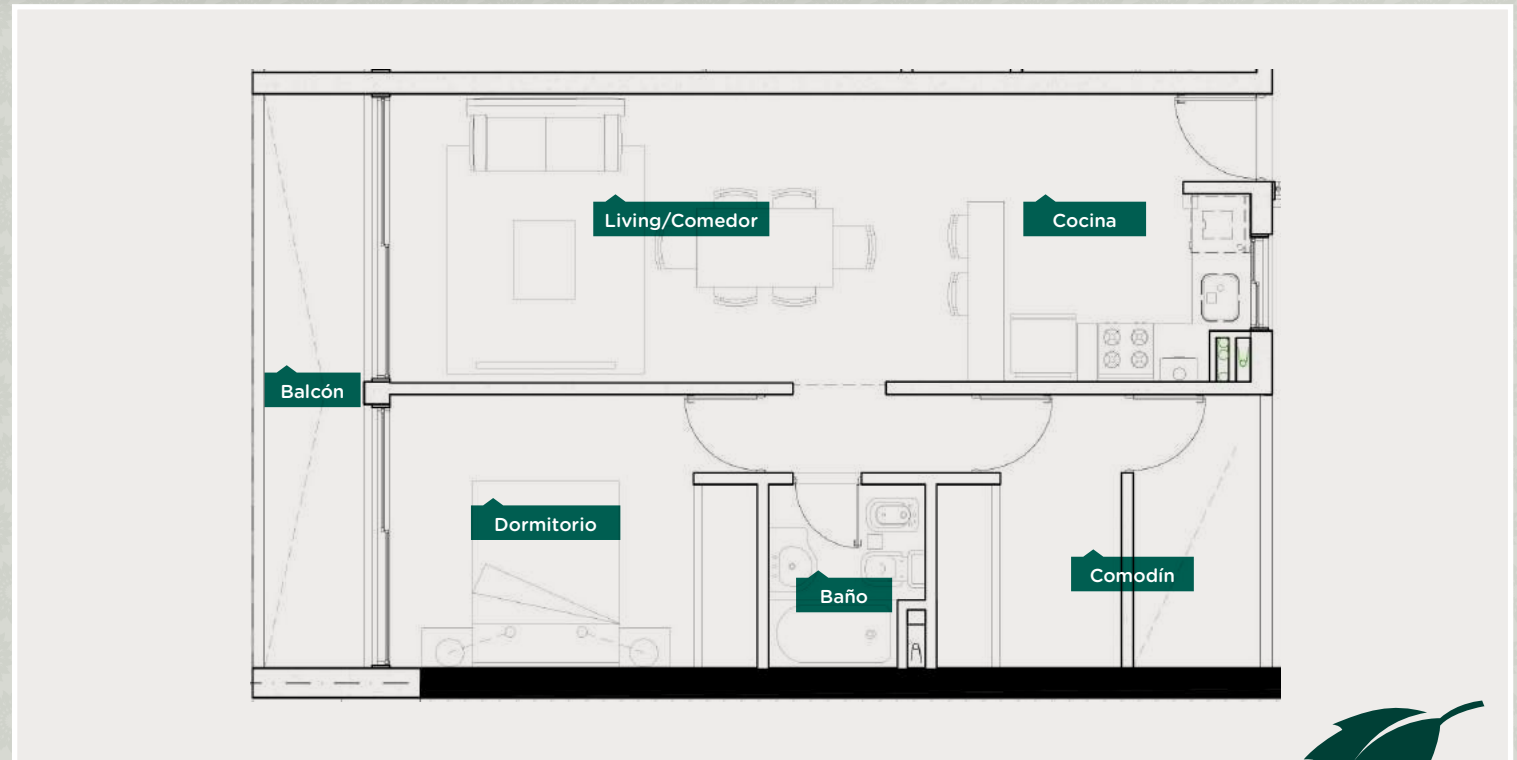 Living/Comedor
Cocina
Balcón
Dormitorio
Comodín
Baño